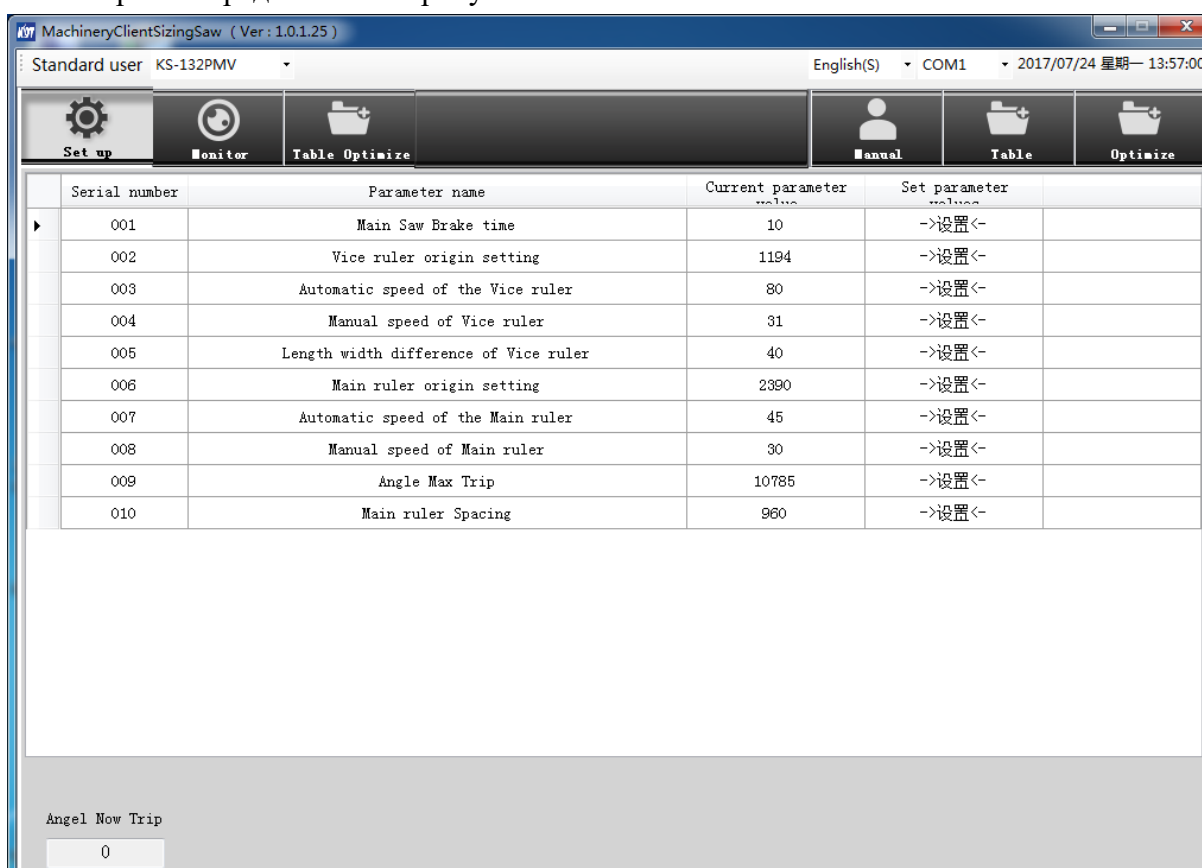 KDT MachineryClientSizingSaw ( Ver : 1.0.1.25 )
Standard user KS-132PMV English(S) COM1 2017/07/24 星期一 13:57:00
Set up Monitor Table Optimize Manual Table Optimize
Serial number Parameter name Current parameter value Set parameter values
001 Main Saw Brake time 10 ->设置<-
002 Vice ruler origin setting 1194 ->设置<-
003 Automatic speed of the Vice ruler 80 ->设置<-
004 Manual speed of Vice ruler 31 ->设置<-
005 Length width difference of Vice ruler 40 ->设置<-
006 Main ruler origin setting 2390 ->设置<-
007 Automatic speed of the Main ruler 45 ->设置<-
008 Manual speed of Main ruler 30 ->设置<-
009 Angle Max Trip 10785 ->设置<-
010 Main ruler Spacing 960 ->设置<-
Angel Now Trip
0